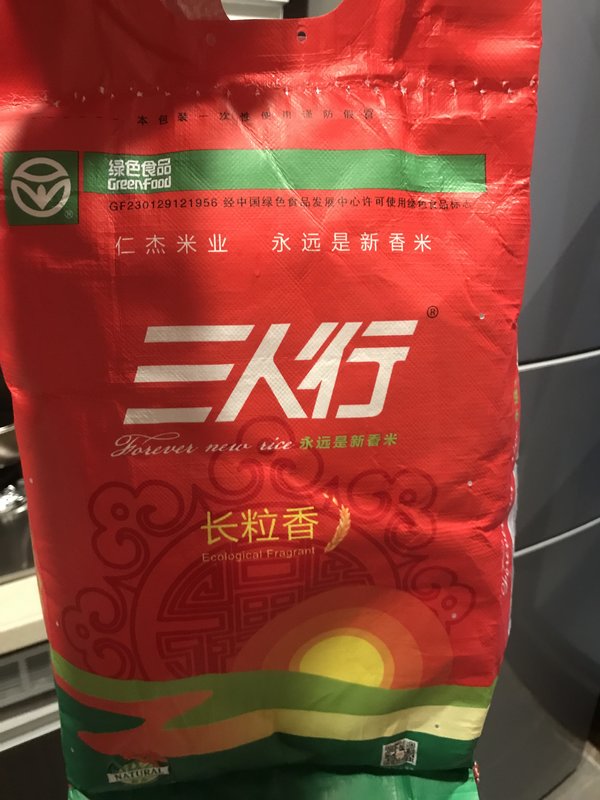 本包装一次性使用谨防假冒
绿色食品
GreenFood
®
GF230129121956 经中国绿色食品发展中心许可使用绿色食品标志
仁杰米业 永远是新香米
®
三人行
Forever new rice 永远是新香米
长粒香
Ecological Fragrant
NATURAL